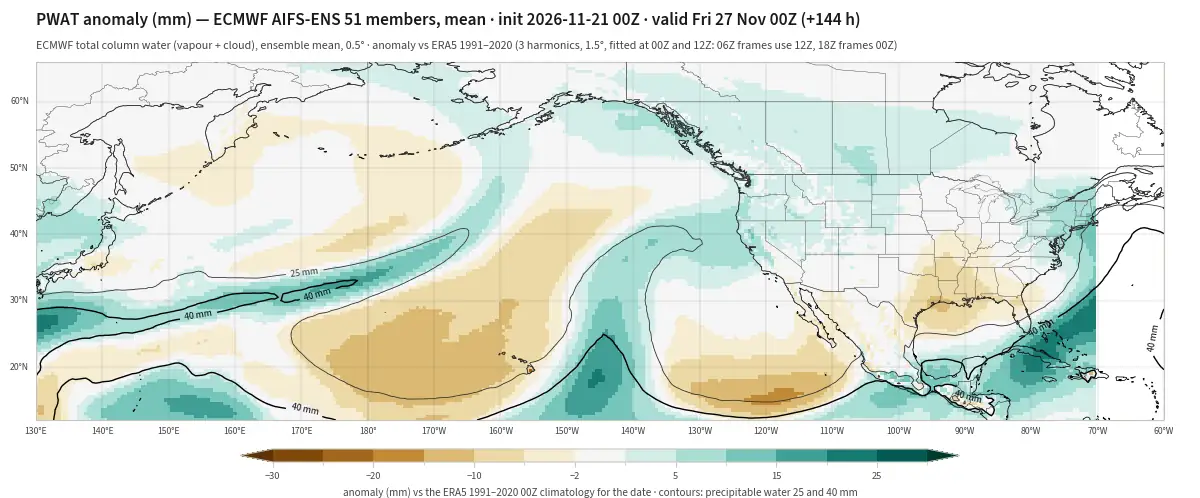 PWAT anomaly (mm) — ECMWF AIFS-ENS 51 members, mean · init 2026-11-21 00Z · valid Fri 27 Nov 00Z (+144 h)
ECMWF total column water (vapour + cloud), ensemble mean, 0.5° · anomaly vs ERA5 1991–2020 (3 harmonics, 1.5°, fitted at 00Z and 12Z: 06Z frames use 12Z, 18Z frames 00Z)
60°N
50°N
40°N
30°N
20°N
25 mm
40 mm
40 mm
40 mm
40 mm
40 mm
40 mm
130°E 140°E 150°E 160°E 170°E 180° 170°W 160°W 150°W 140°W 130°W 120°W 110°W 100°W 90°W 80°W 70°W 60°W
−30 −20 −10 −2 5 15 25
anomaly (mm) vs the ERA5 1991–2020 00Z climatology for the date · contours: precipitable water 25 and 40 mm